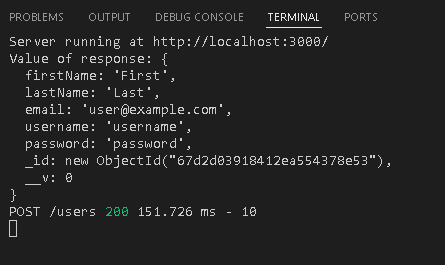 PROBLEMS OUTPUT DEBUG CONSOLE TERMINAL PORTS
Server running at http://localhost:3000/
Value of response: {
firstName: 'First',
lastName: 'Last',
email: 'user@example.com',
username: 'username',
password: 'password',
_id: new ObjectId("67d2d03918412ea554378e53"),
__v: 0
}
POST /users 200 151.726 ms - 10